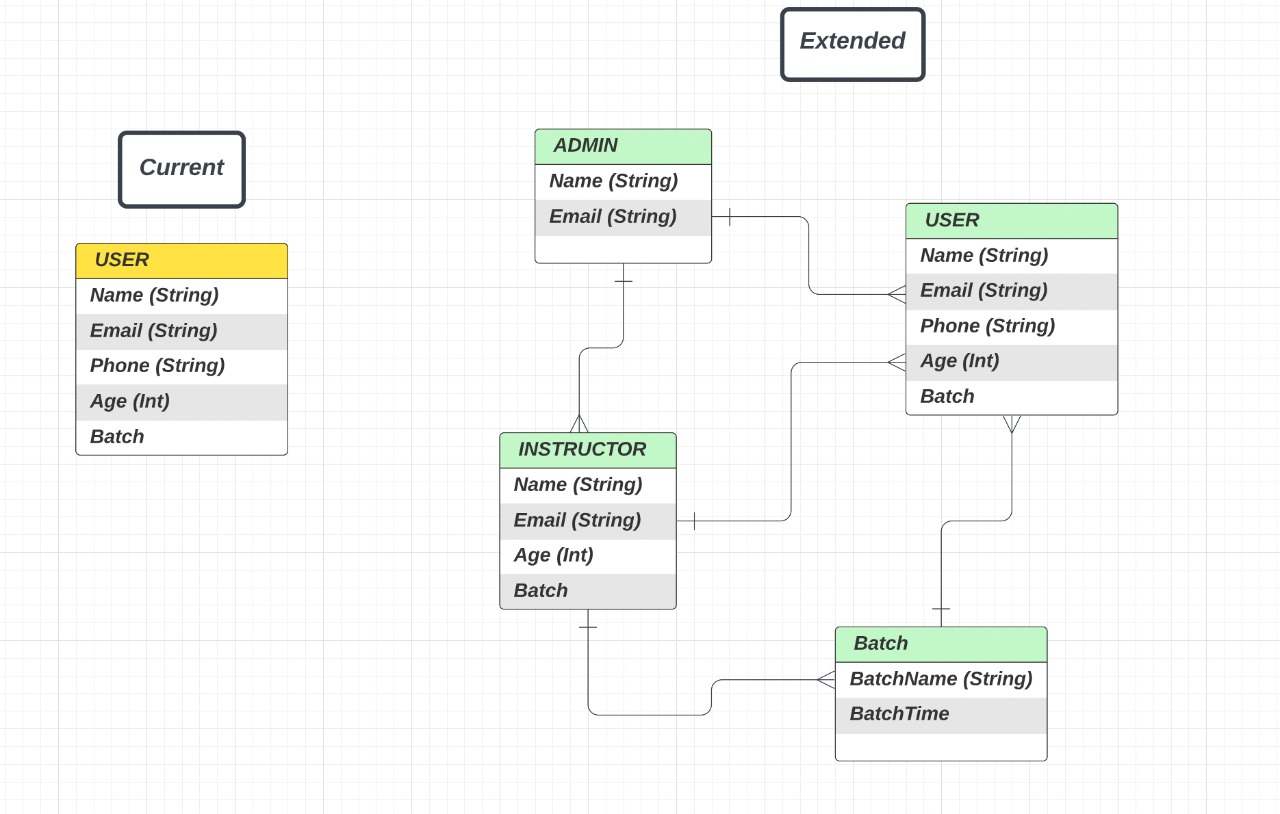 Extended
Current
ADMIN
Name (String)
Email (String)
USER
Name (String)
Email (String)
Phone (String)
Age (Int)
Batch
USER
Name (String)
Email (String)
Phone (String)
Age (Int)
Batch
INSTRUCTOR
Name (String)
Email (String)
Age (Int)
Batch
Batch
BatchName (String)
BatchTime